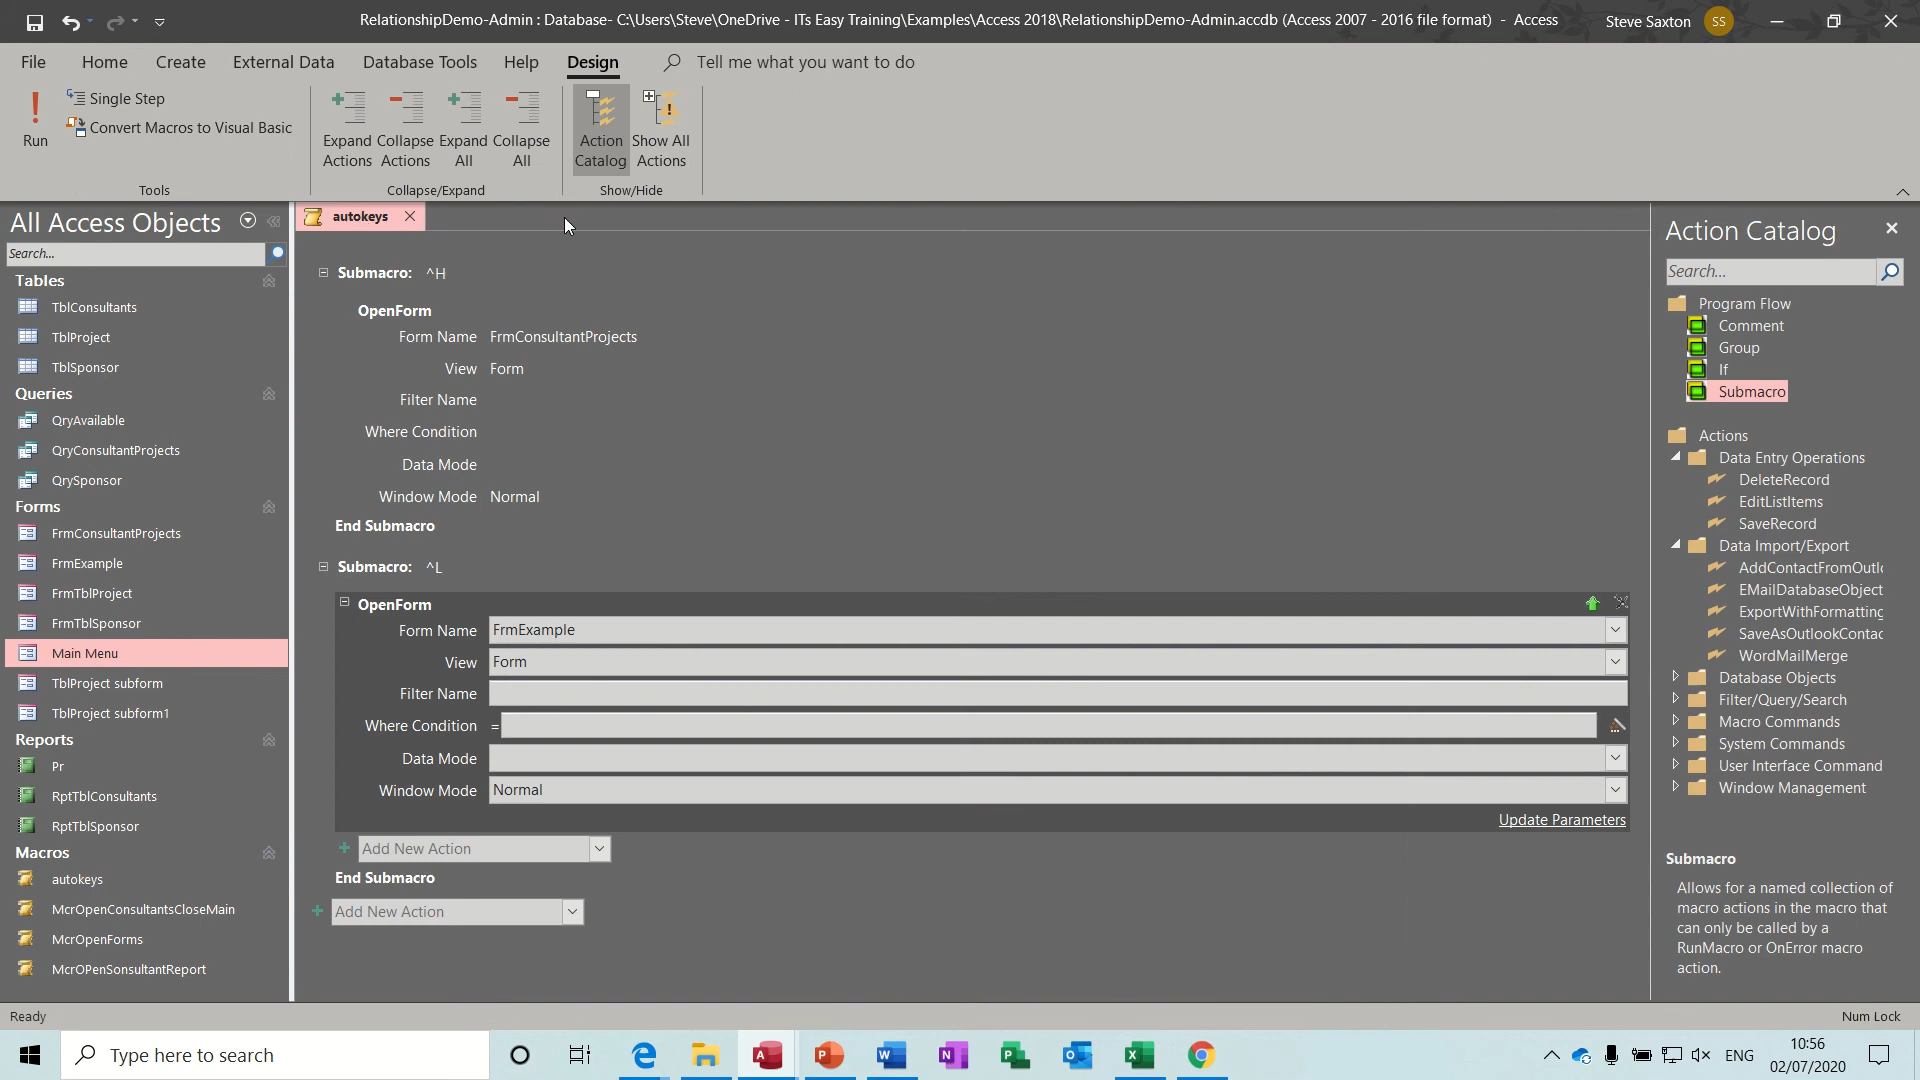 RelationshipDemo-Admin : Database- C:\Users\Steve\OneDrive - ITs Easy Training\Examples\Access 2018\RelationshipDemo-Admin.accdb (Access 2007 - 2016 file format) - Access
Steve Saxton SS
File Home Create External Data Database Tools Help Design Tell me what you want to do
Run
Single Step
Convert Macros to Visual Basic
Expand Actions
Collapse Actions
Expand All
Collapse All
Action Catalog
Show All Actions
Tools
Collapse/Expand
Show/Hide
All Access Objects
Search...
Tables
TblConsultants
TblProject
TblSponsor
Queries
QryAvailable
QryConsultantProjects
QrySponsor
Forms
FrmConsultantProjects
FrmExample
FrmTblProject
FrmTblSponsor
Main Menu
TblProject subform
TblProject subform1
Reports
Pr
RptTblConsultants
RptTblSponsor
Macros
autokeys
McrOpenConsultantsCloseMain
McrOpenForms
McrOPenSonsultantReport
autokeys
Submacro: ^H
OpenForm
Form Name FrmConsultantProjects
View Form
Filter Name
Where Condition
Data Mode
Window Mode Normal
End Submacro
Submacro: ^L
OpenForm
Form Name FrmExample
View Form
Filter Name
Where Condition =
Data Mode
Window Mode Normal
Update Parameters
Add New Action
End Submacro
Add New Action
Action Catalog
Search...
Program Flow
Comment
Group
If
Submacro
Actions
Data Entry Operations
DeleteRecord
EditListItems
SaveRecord
Data Import/Export
AddContactFromOutl
EMailDatabaseObject
ExportWithFormatting
SaveAsOutlookContac
WordMailMerge
Database Objects
Filter/Query/Search
Macro Commands
System Commands
User Interface Command
Window Management
Submacro
Allows for a named collection of
macro actions in the macro that
can only be called by a
RunMacro or OnError macro
action.
Ready
Num Lock
Type here to search
ENG
10:56
02/07/2020